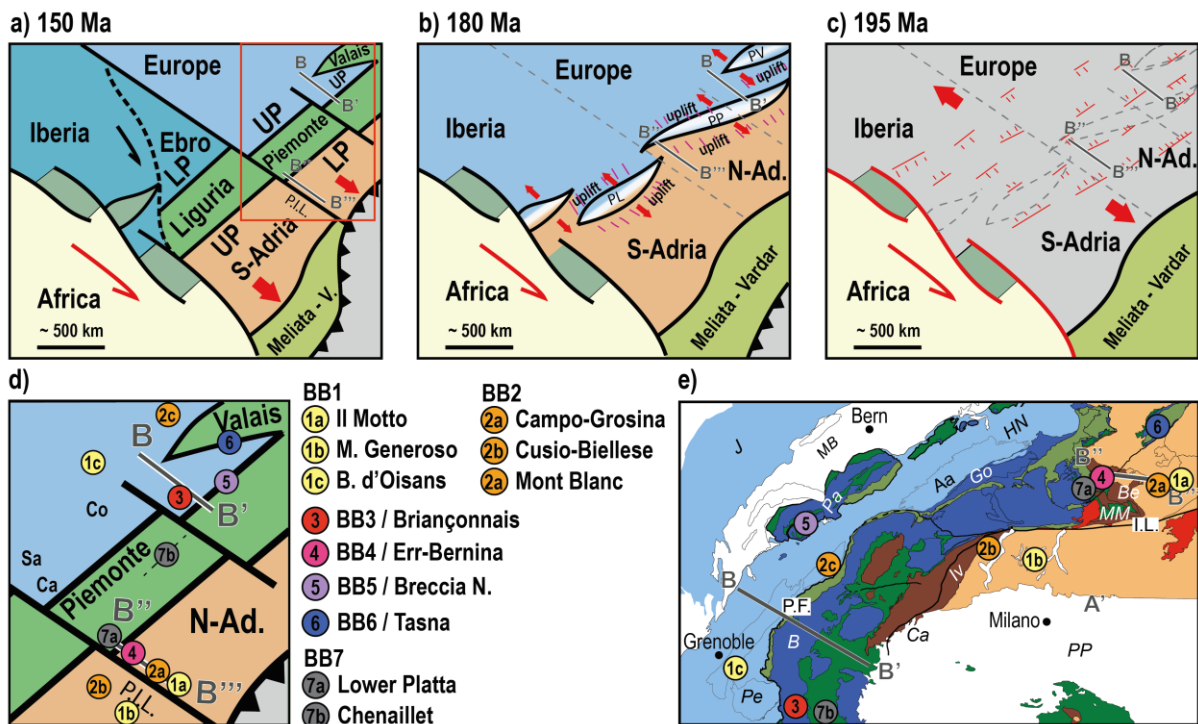 a) 150 Ma
Europe
Valais
B
UP
B'
UP
Iberia
Ebro
LP
Piemonte
B''
LP
Liguria
P.I.L.
B'''
UP
S-Adria
Africa
~ 500 km
Meliata - V.
b) 180 Ma
Europe
B
PV
uplift
B'
PP
uplift
B''
uplift
Iberia
uplift
B'''
N-Ad.
uplift
PL
uplift
S-Adria
Africa
~ 500 km
Meliata - Vardar
c) 195 Ma
Europe
B
B'
Iberia
B''
N-Ad.
B'''
S-Adria
Africa
~ 500 km
Meliata - Vardar
d)
2c
Valais
B
6
1c
5
3
B'
Co
7b
Sa
Ca
Piemonte
B''
N-Ad.
7a
4
2a
1a
B'''
2b
P.I.L.
1b
BB1
1a Il Motto
1b M. Generoso
1c B. d'Oisans
BB2
2a Campo-Grosina
2b Cusio-Biellese
2a Mont Blanc
3 BB3 / Briançonnais
4 BB4 / Err-Bernina
5 BB5 / Breccia N.
6 BB6 / Tasna
BB7
7a Lower Platta
7b Chenaillet
e)
Bern
J
MB
HN
6
B''
Go
Aa
Pa
7a
4
2a
1a
Be
B'''
MM
5
I.L.
2b
2c
1b
Iv
B
P.F.
A'
Ca
Milano
Grenoble
B
PP
1c
B'
Pe
3
7b